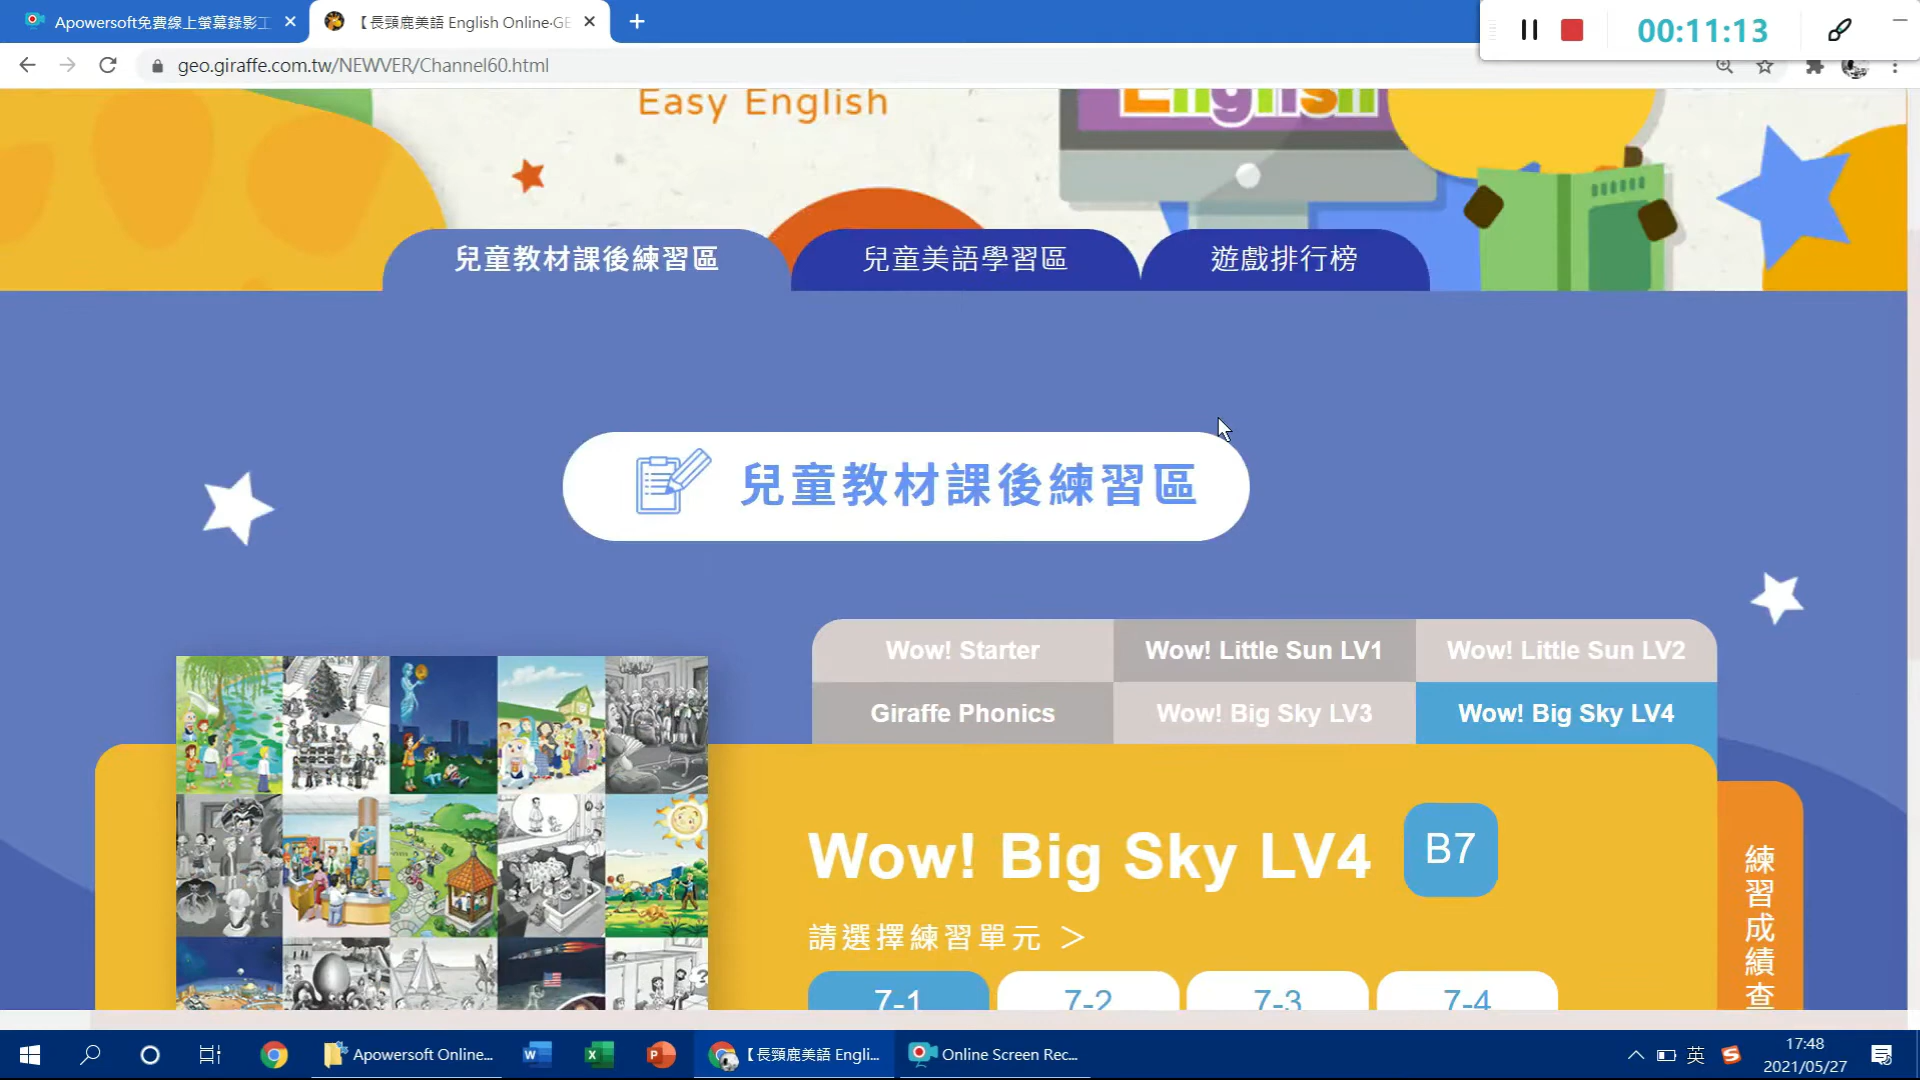 Apowersoft免費線上螢幕錄影工
【長頸鹿美語 English Online‧GE
00:11:13
geo.giraffe.com.tw/NEWVER/Channel60.html
Easy English
English
兒童教材課後練習區
兒童美語學習區
遊戲排行榜
兒童教材課後練習區
Wow! Starter
Wow! Little Sun LV1
Wow! Little Sun LV2
Giraffe Phonics
Wow! Big Sky LV3
Wow! Big Sky LV4
Wow! Big Sky LV4
B7
請選擇練習單元 ＞
7-1
7-2
7-3
7-4
練習成績查
Apowersoft Online...
【長頸鹿美語 Engli...
Online Screen Rec...
英
17:48
2021/05/27